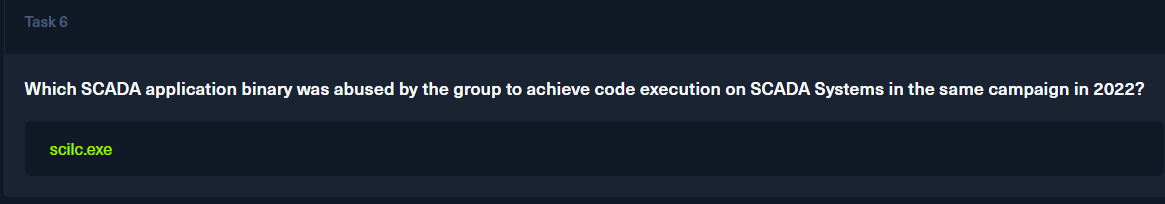 Task 6
Which SCADA application binary was abused by the group to achieve code execution on SCADA Systems in the same campaign in 2022?
scilc.exe